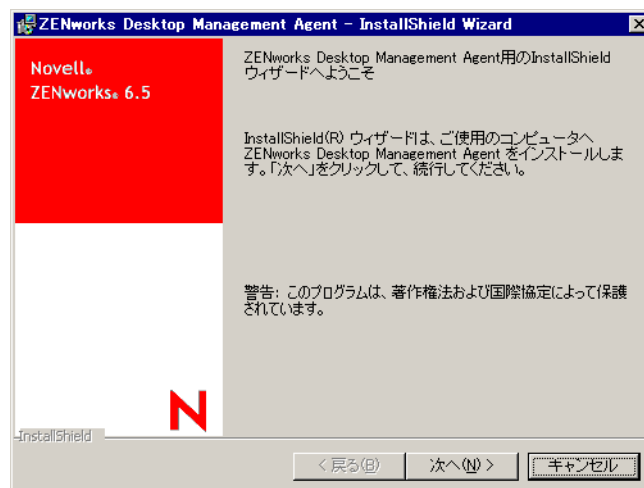 ZENworks Desktop Management Agent - InstallShield Wizard
Novell®
ZENworks® 6.5
ZENworks Desktop Management Agent用のInstallShield
ウィザードへようこそ
InstallShield(R) ウィザードは、ご使用のコンピュータへ
ZENworks Desktop Management Agent をインストールしま
す。「次へ」をクリックして、続行してください。
警告: このプログラムは、著作権法および国際協定によって保護
されています。
N
InstallShield
< 戻る(B)
次へ(N) >
キャンセル